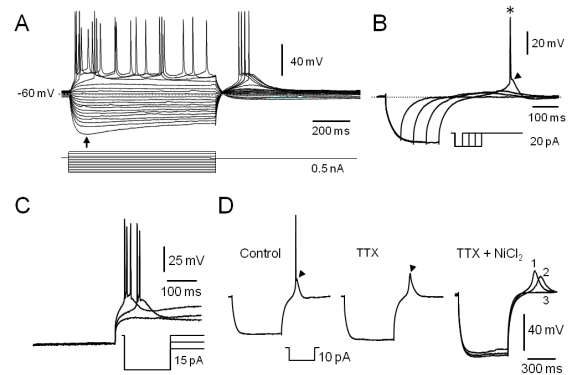 A
-60 mV
40 mV
200 ms
0.5 nA
B
*
20 mV
100 ms
20 pA
C
25 mV
100 ms
15 pA
D
Control
TTX
TTX + NiCl₂
1
2
3
10 pA
40 mV
300 ms